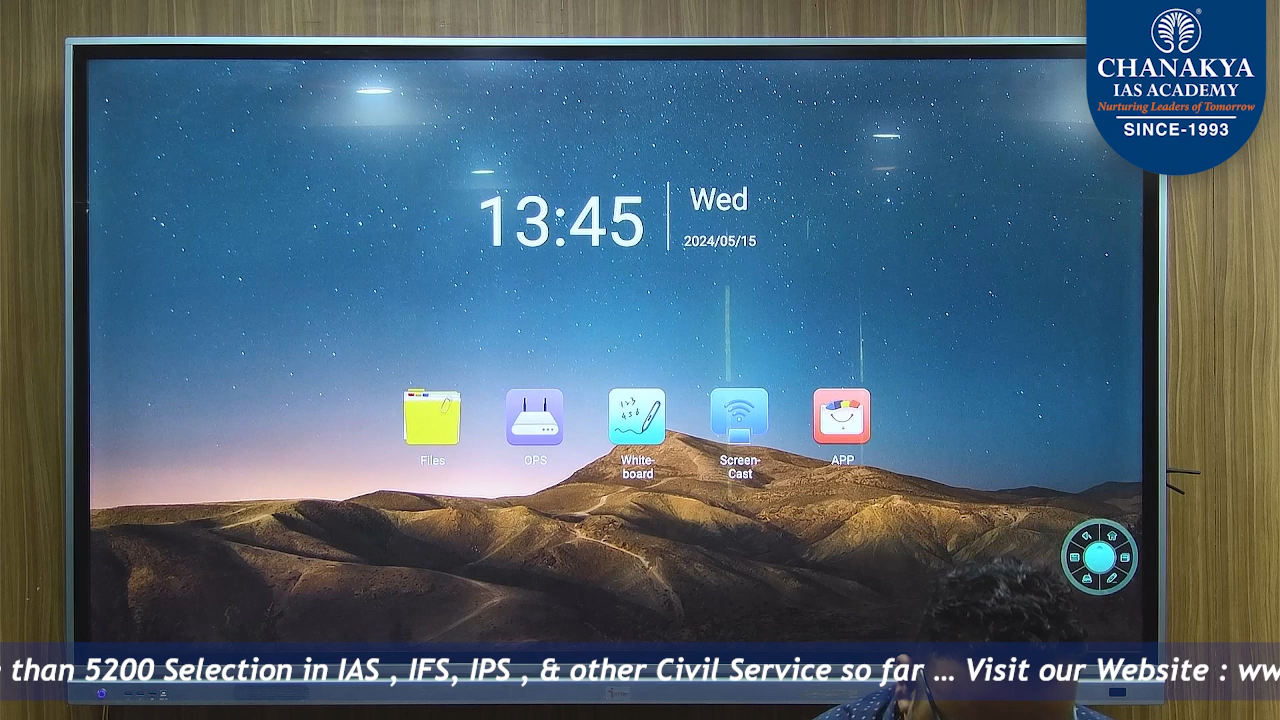 CHANAKYA
IAS ACADEMY
Nurturing Leaders of Tomorrow
SINCE-1993
13:45
Wed
2024/05/15
Files
OPS
White-
board
Screen-
Cast
APP
than 5200 Selection in IAS , IFS, IPS , & other Civil Service so far ... Visit our Website :